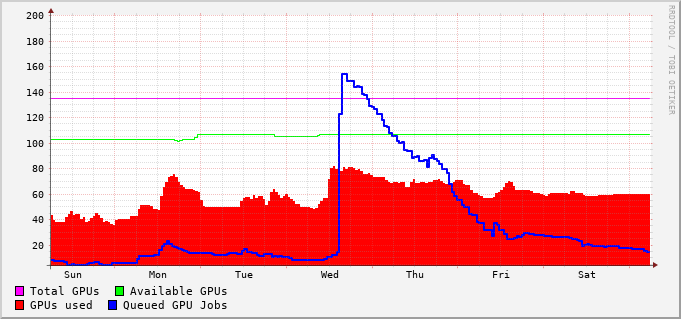 200
180
160
140
120
100
80
60
40
20
Sun Mon Tue Wed Thu Fri Sat
Total GPUs Available GPUs
GPUs used Queued GPU Jobs
RRDTOOL / TOBI OETIKER